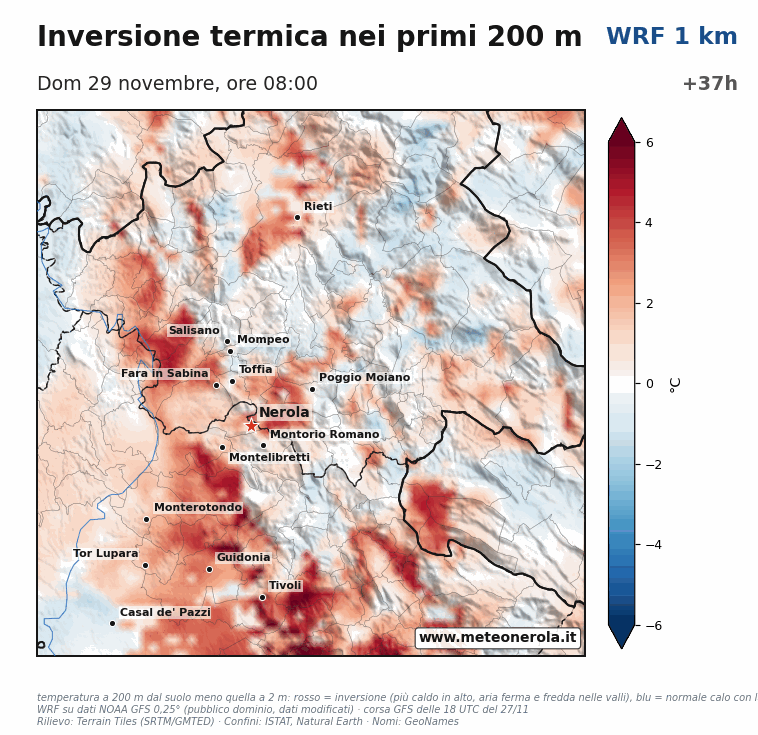 Inversione termica nei primi 200 m
WRF 1 km
Dom 29 novembre, ore 08:00
+37h
Rieti
Salisano
Mompeo
Toffia
Fara in Sabina
Poggio Moiano
Nerola
Montorio Romano
Montelibretti
Monterotondo
Tor Lupara
Guidonia
Tivoli
Casal de' Pazzi
www.meteonerola.it
6
4
2
0
−2
−4
−6
°C
temperatura a 200 m dal suolo meno quella a 2 m: rosso = inversione (più caldo in alto, aria ferma e fredda nelle valli), blu = normale calo con l
WRF su dati NOAA GFS 0,25° (pubblico dominio, dati modificati) · corsa GFS delle 18 UTC del 27/11
Rilievo: Terrain Tiles (SRTM/GMTED) · Confini: ISTAT, Natural Earth · Nomi: GeoNames